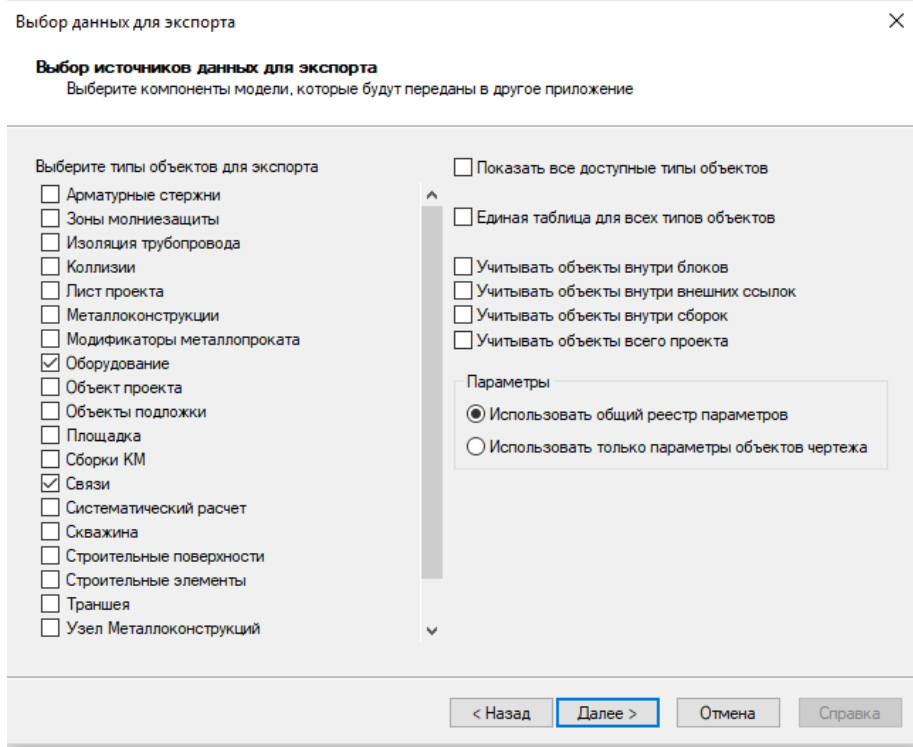 Выбор данных для экспорта
Выбор источников данных для экспорта
Выберите компоненты модели, которые будут переданы в другое приложение
Выберите типы объектов для экспорта
Арматурные стержни
Зоны молниезащиты
Изоляция трубопровода
Коллизии
Лист проекта
Металлоконструкции
Модификаторы металлопроката
Оборудование
Объект проекта
Объекты подложки
Площадка
Сборки КМ
Связи
Систематический расчет
Скважина
Строительные поверхности
Строительные элементы
Траншея
Узел Металлоконструкций
Показать все доступные типы объектов
Единая таблица для всех типов объектов
Учитывать объекты внутри блоков
Учитывать объекты внутри внешних ссылок
Учитывать объекты внутри сборок
Учитывать объекты всего проекта
Параметры
Использовать общий реестр параметров
Использовать только параметры объектов чертежа
< Назад
Далее >
Отмена
Справка